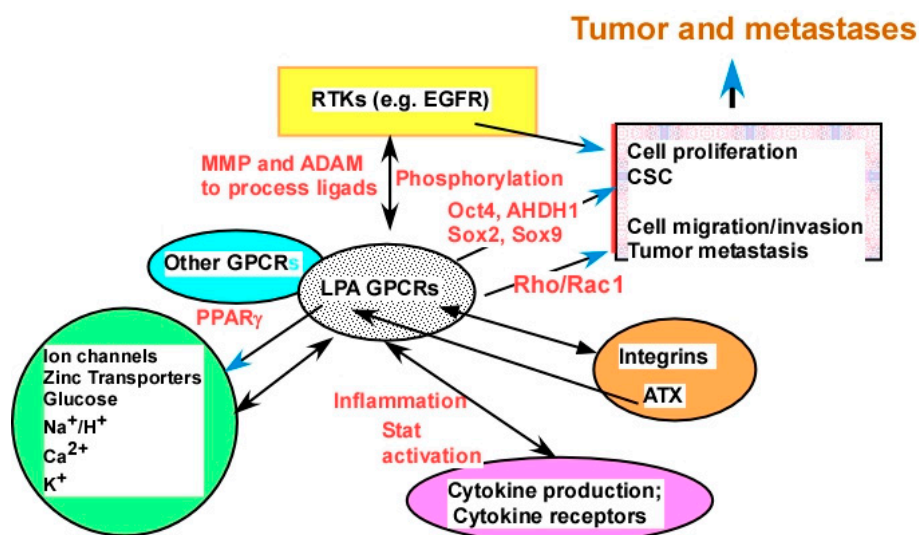 Tumor and metastases
RTKs (e.g. EGFR)
MMP and ADAM
to process ligads
Phosphorylation
Oct4, AHDH1
Sox2, Sox9
Cell proliferation
CSC
Cell migration/invasion
Tumor metastasis
Other GPCRs
LPA GPCRs
Rho/Rac1
PPARγ
Ion channels
Zinc Transporters
Glucose
Na⁺/H⁺
Ca²⁺
K⁺
Integrins
ATX
Inflammation
Stat
activation
Cytokine production;
Cytokine receptors